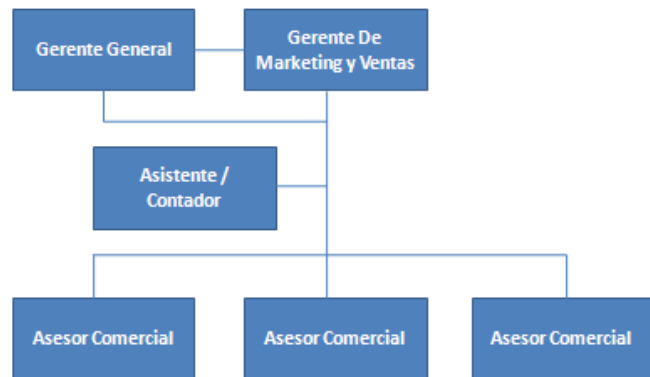 Gerente General
Gerente De
Marketing y Ventas
Asistente /
Contador
Asesor Comercial
Asesor Comercial
Asesor Comercial